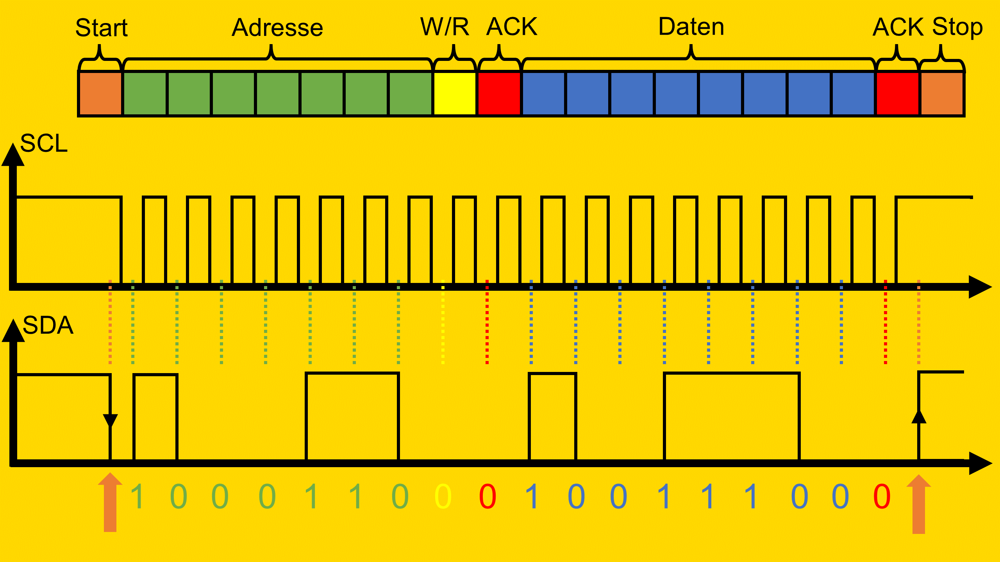 Start Adresse W/R ACK Daten ACK Stop
SCL
SDA
1 0 0 0 1 1 0 0 0 1 0 0 1 1 1 0 0 0